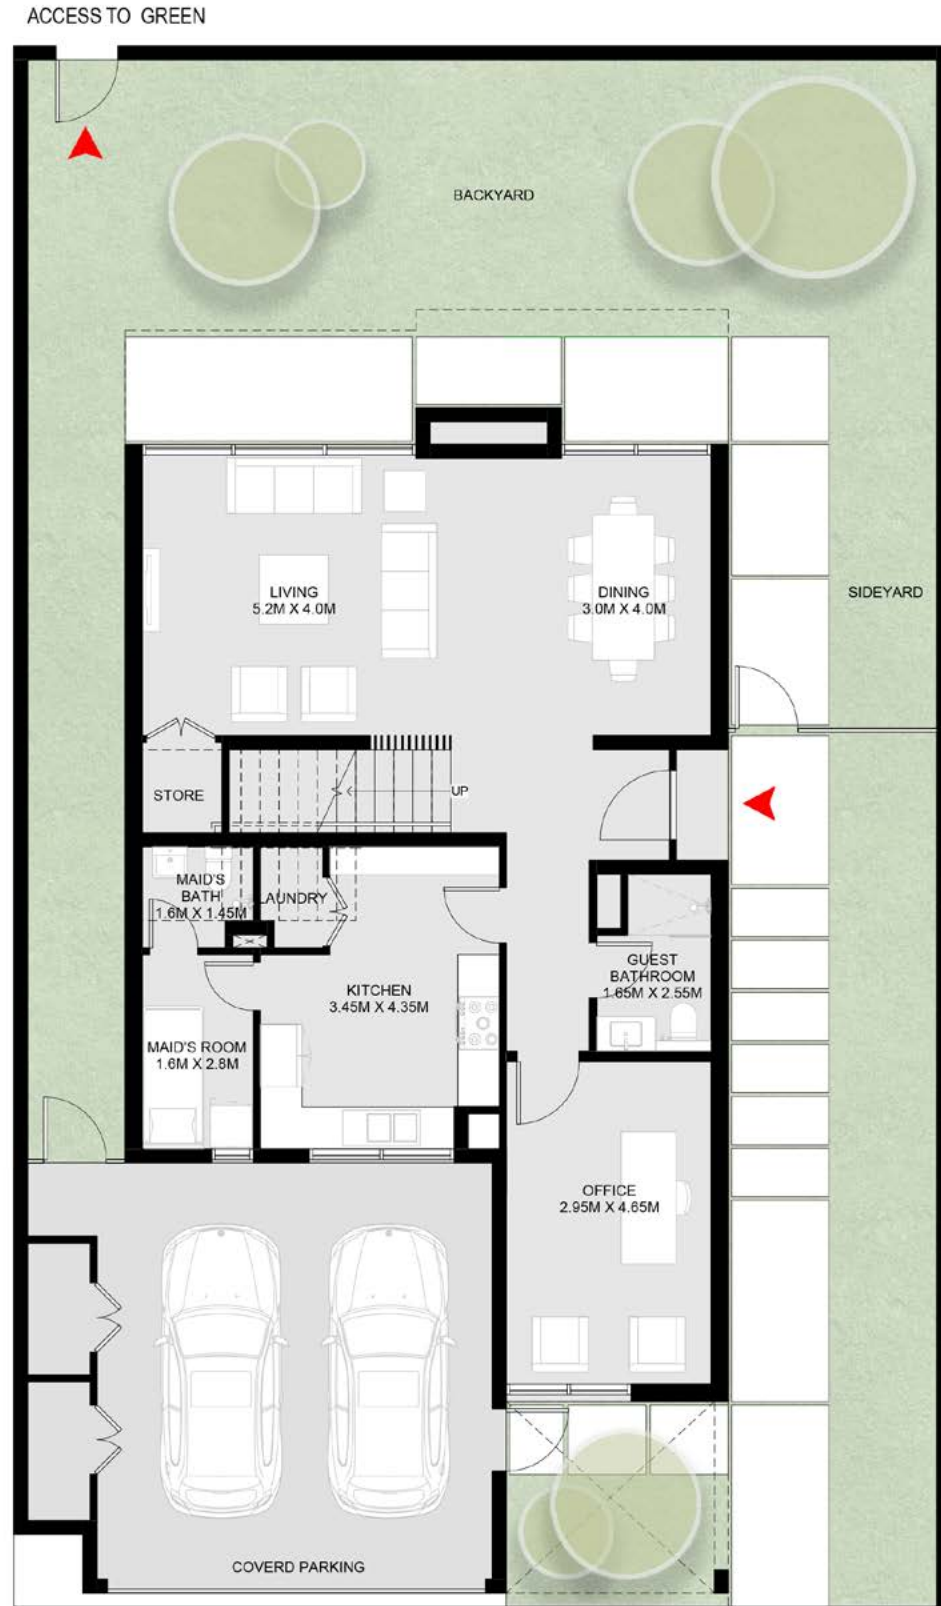 ACCESS TO GREEN
BACKYARD
LIVING
5.2M X 4.0M
DINING
3.0M X 4.0M
SIDEYARD
STORE
UP
MAID'S
BATH
1.6M X 1.45M
LAUNDRY
KITCHEN
3.45M X 4.35M
GUEST
BATHROOM
1.65M X 2.55M
MAID'S ROOM
1.6M X 2.8M
OFFICE
2.95M X 4.65M
COVERD PARKING